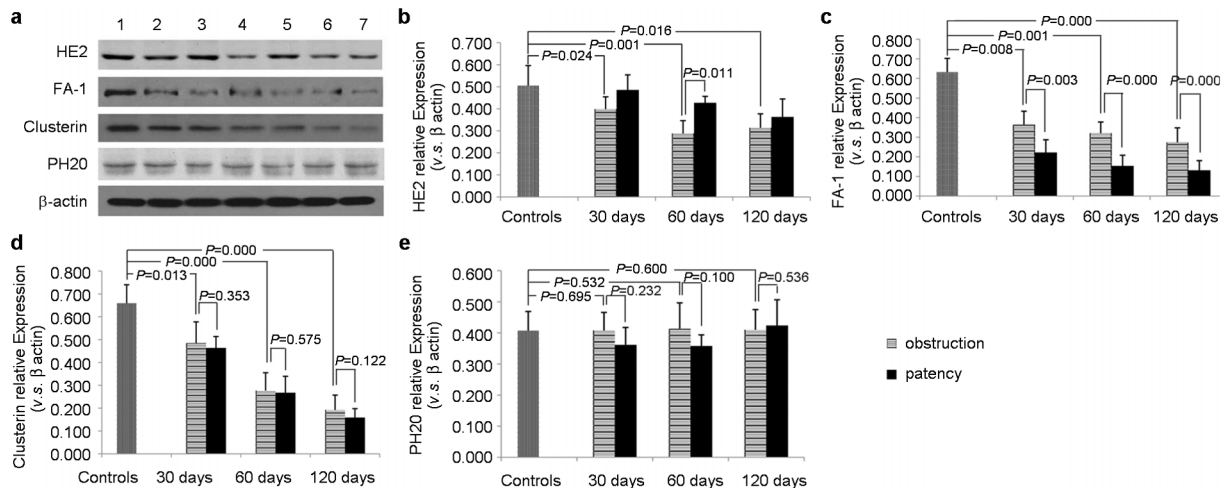 a
1 2 3 4 5 6 7
HE2
FA-1
Clusterin
PH20
β-actin
b
HE2 relative Expression
(v.s. β actin)
0.700
0.600
0.500
0.400
0.300
0.200
0.100
0.000
P=0.016
P=0.001
P=0.024
P=0.011
Controls 30 days 60 days 120 days
c
FA-1 relative Expression
(v.s. β actin)
0.800
0.700
0.600
0.500
0.400
0.300
0.200
0.100
0.000
P=0.000
P=0.001
P=0.008
P=0.003
P=0.000
P=0.000
Controls 30 days 60 days 120 days
d
Clusterin relative Expression
(v.s. β actin)
0.800
0.700
0.600
0.500
0.400
0.300
0.200
0.100
0.000
P=0.000
P=0.000
P=0.013
P=0.353
P=0.575
P=0.122
Controls 30 days 60 days 120 days
e
PH20 relative Expression
(v.s. β actin)
0.600
0.500
0.400
0.300
0.200
0.100
0.000
P=0.600
P=0.532
P=0.695
P=0.232
P=0.100
P=0.536
Controls 30 days 60 days 120 days
obstruction
patency